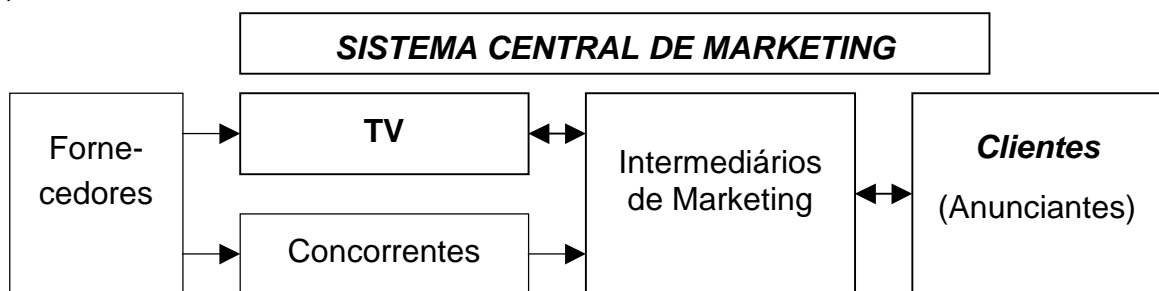 SISTEMA CENTRAL DE MARKETING
Forne-
cedores
TV
Concorrentes
Intermediários
de Marketing
Clientes
(Anunciantes)